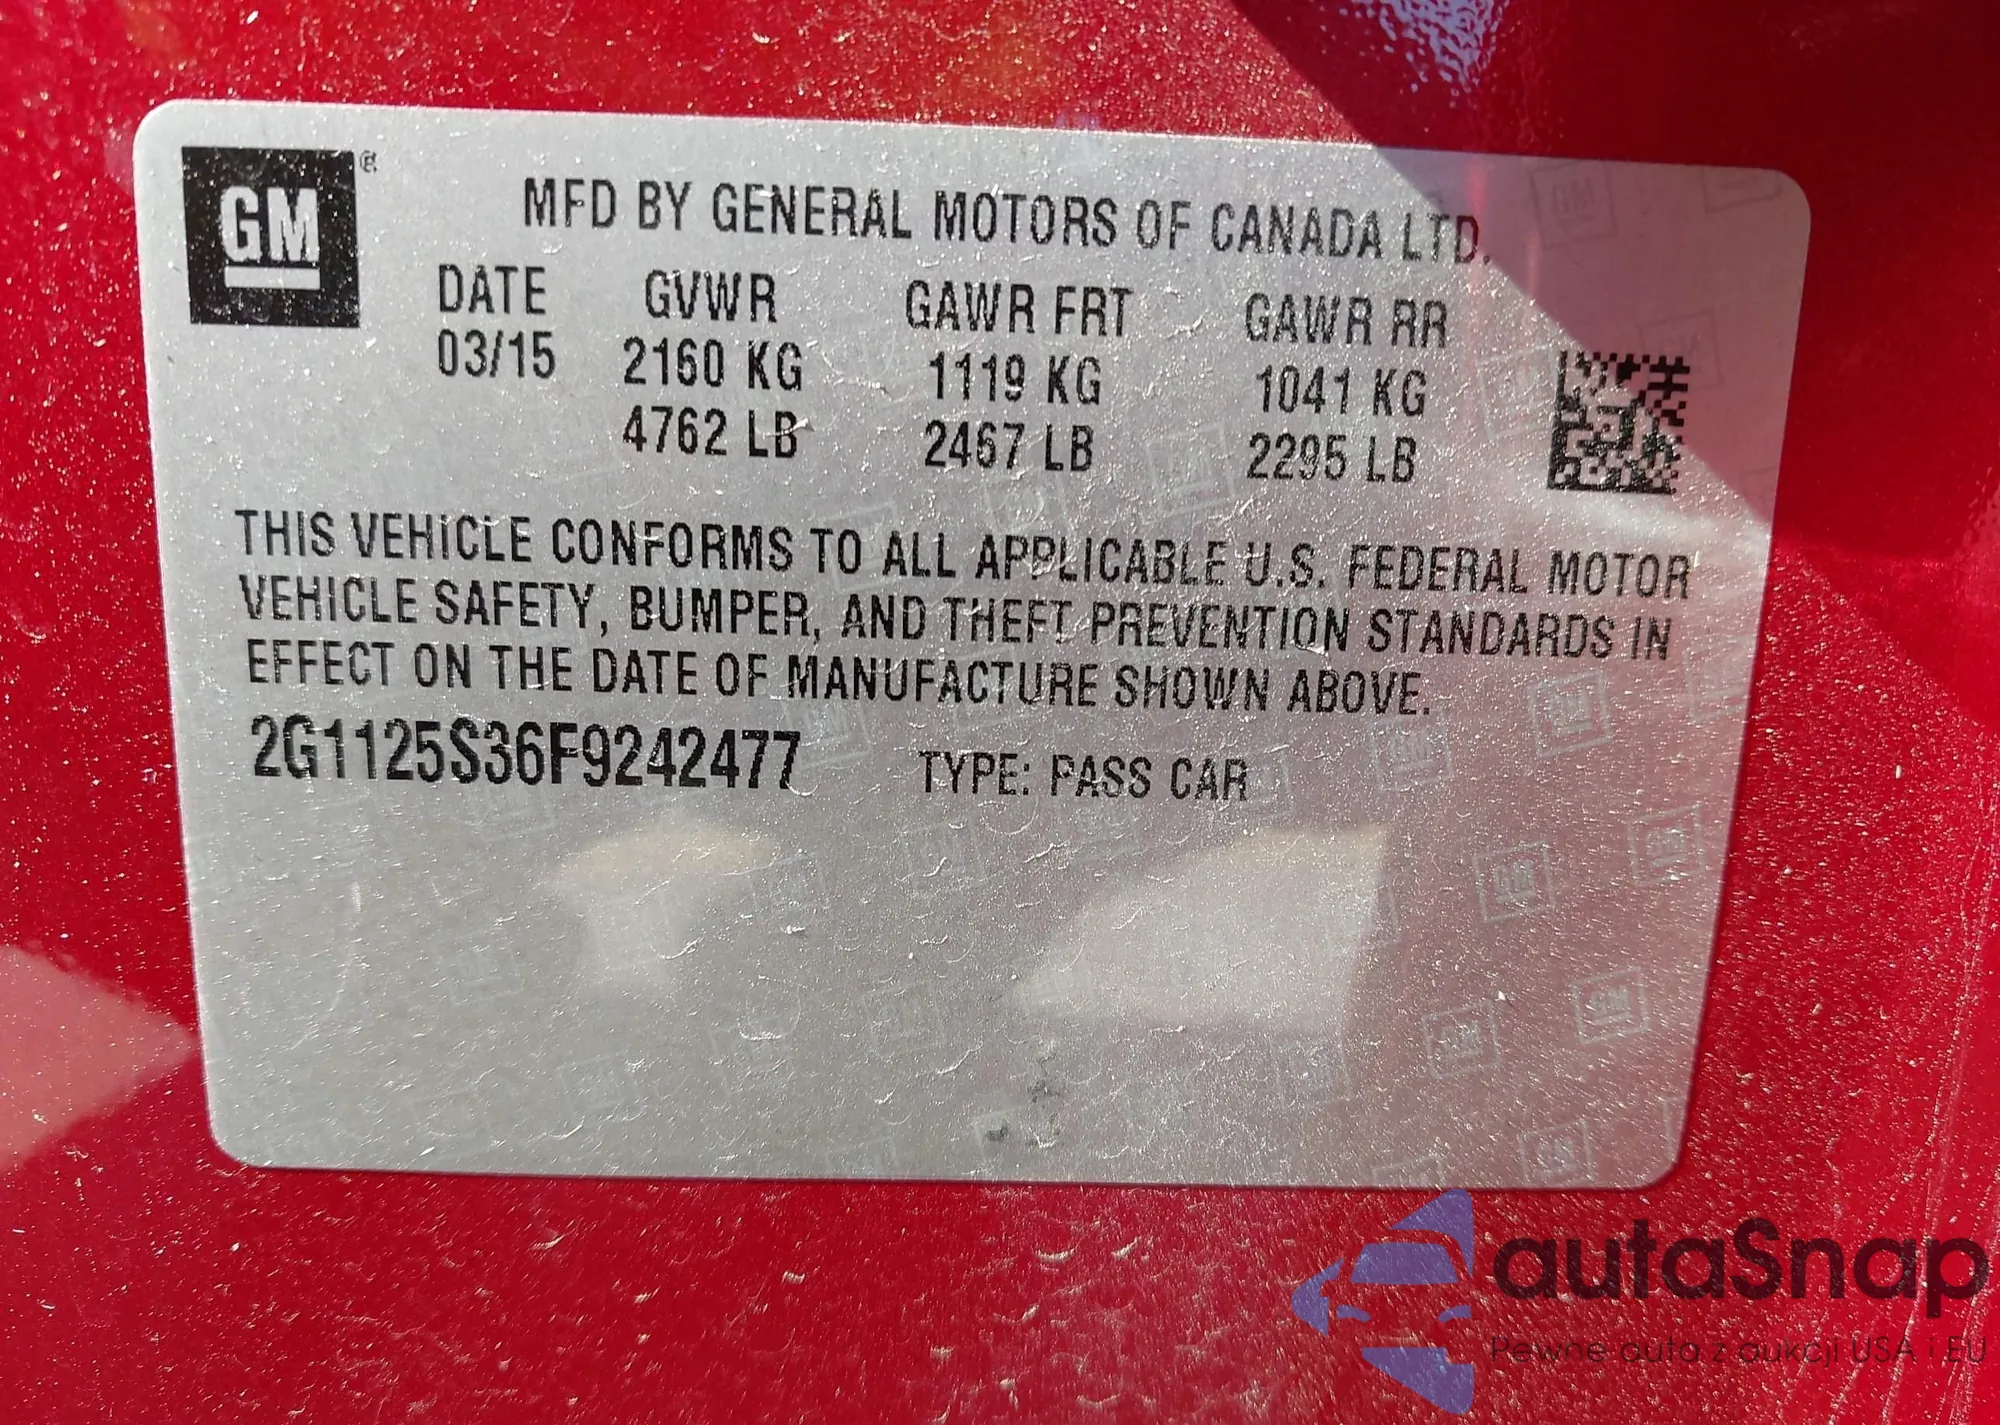 GM®
MFD BY GENERAL MOTORS OF CANADA LTD.
DATE GVWR GAWR FRT GAWR RR
03/15 2160 KG 1119 KG 1041 KG
4762 LB 2467 LB 2295 LB
THIS VEHICLE CONFORMS TO ALL APPLICABLE U.S. FEDERAL MOTOR
VEHICLE SAFETY, BUMPER, AND THEFT PREVENTION STANDARDS IN
EFFECT ON THE DATE OF MANUFACTURE SHOWN ABOVE.
2G1125S36F9242477 TYPE: PASS CAR
autaSnap
Pewne auta z aukcji USA i EU